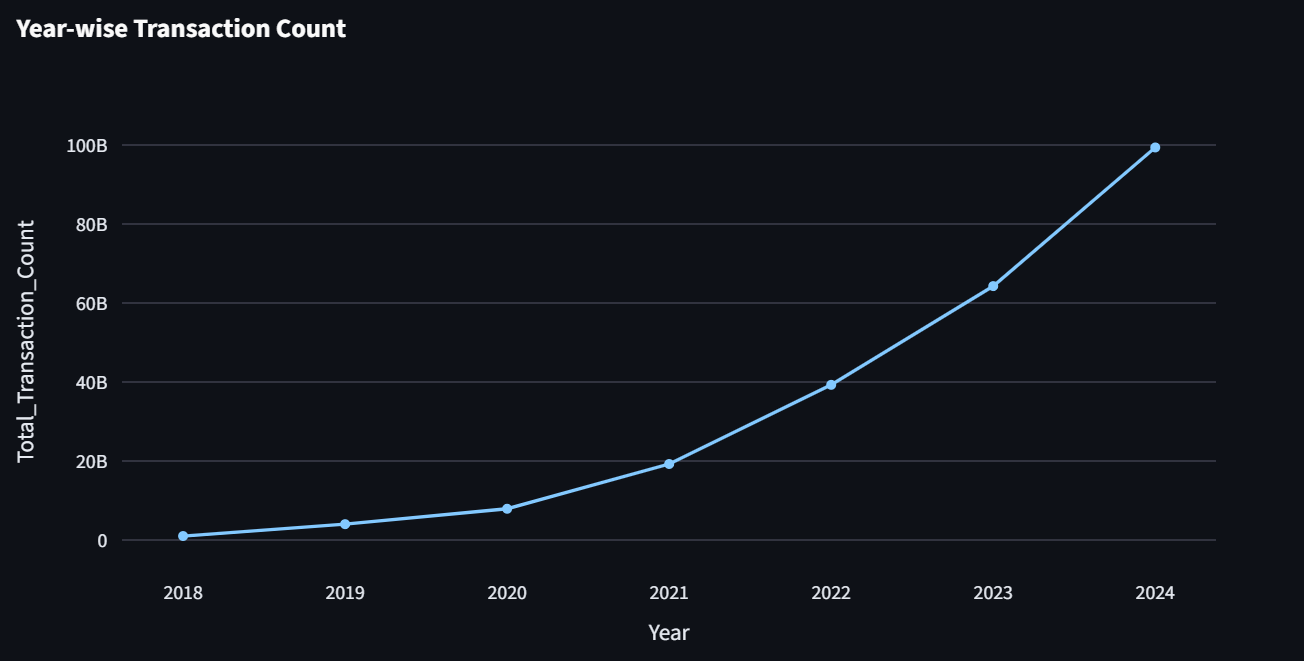 Year-wise Transaction Count
Total_Transaction_Count
100B
80B
60B
40B
20B
0
2018 2019 2020 2021 2022 2023 2024
Year